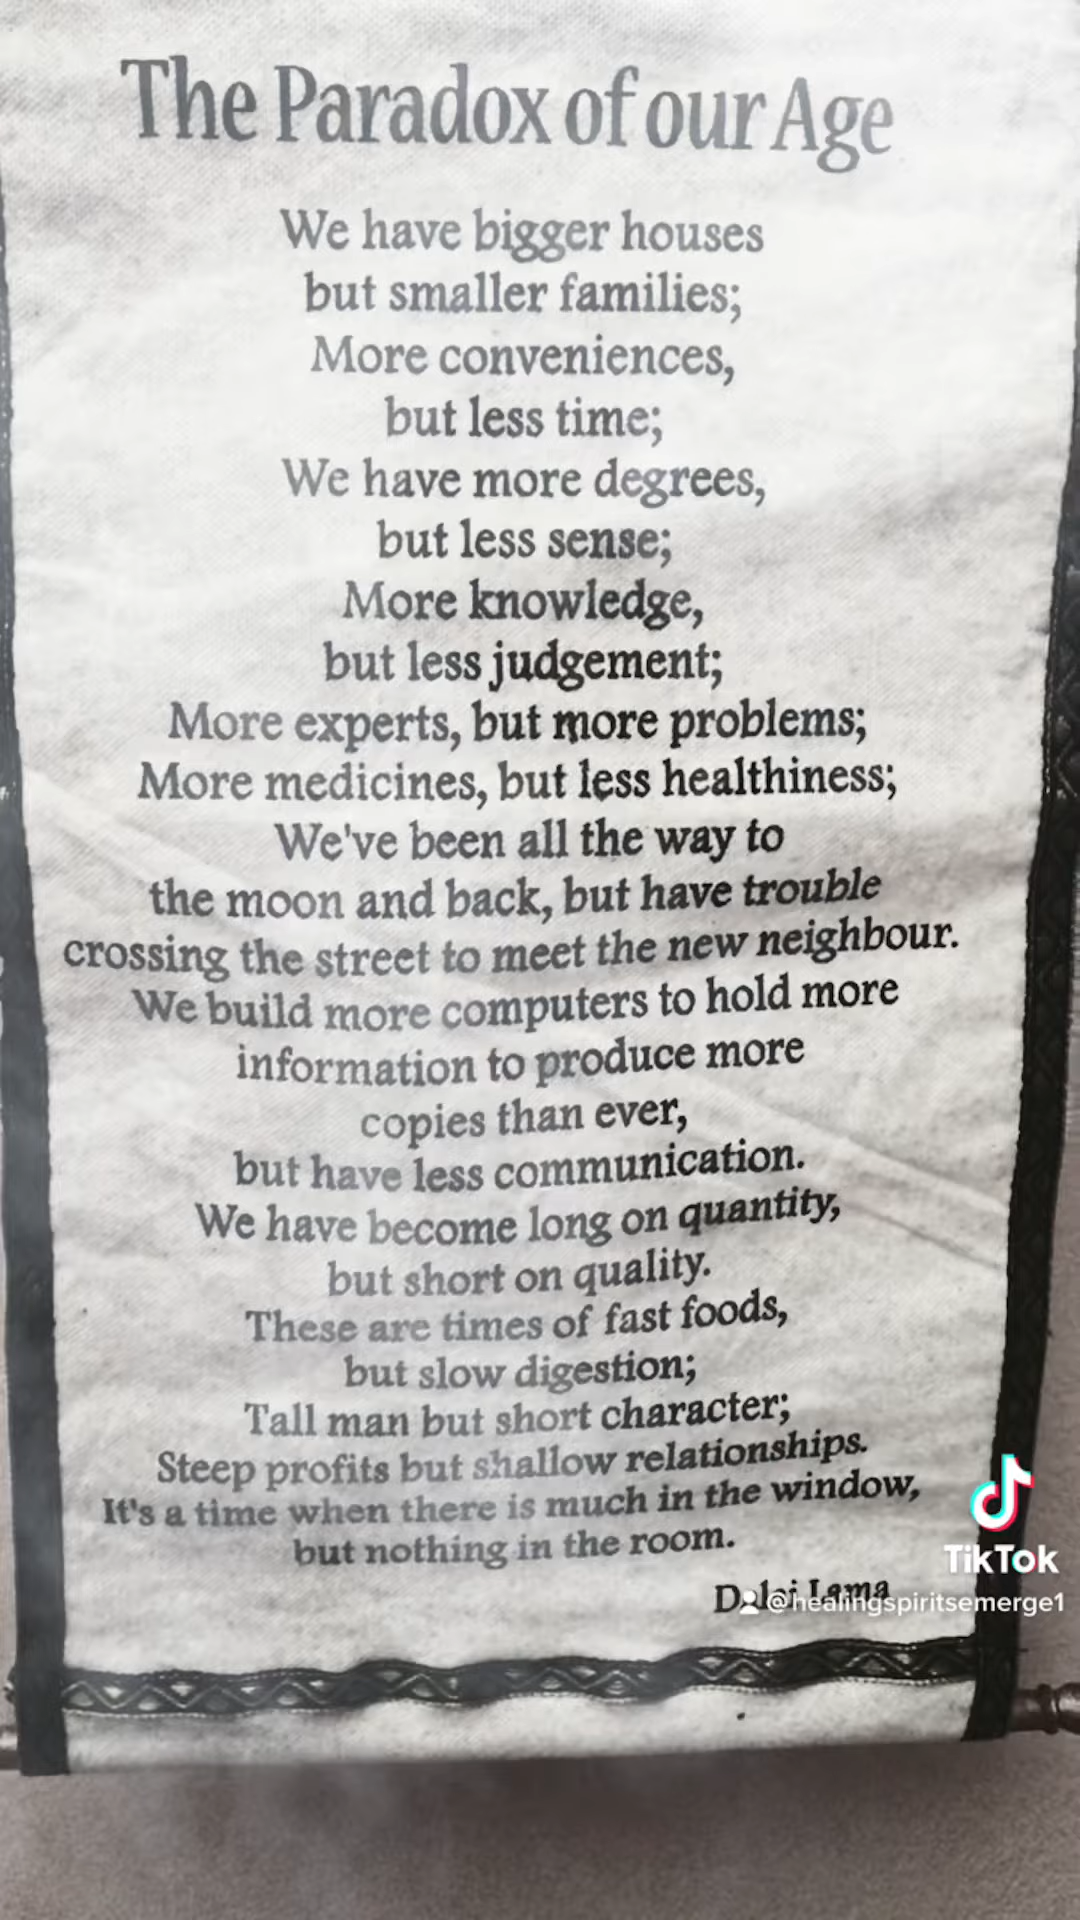 The Paradox of our Age
We have bigger houses
but smaller families;
More conveniences,
but less time;
We have more degrees,
but less sense;
More knowledge,
but less judgement;
More experts, but more problems;
More medicines, but less healthiness;
We've been all the way to
the moon and back, but have trouble
crossing the street to meet the new neighbour.
We build more computers to hold more
information to produce more
copies than ever,
but have less communication.
We have become long on quantity,
but short on quality.
These are times of fast foods,
but slow digestion;
Tall man but short character;
Steep profits but shallow relationships.
It's a time when there is much in the window,
but nothing in the room.
Dalai Lama
TikTok
@healingspiritsemerge1